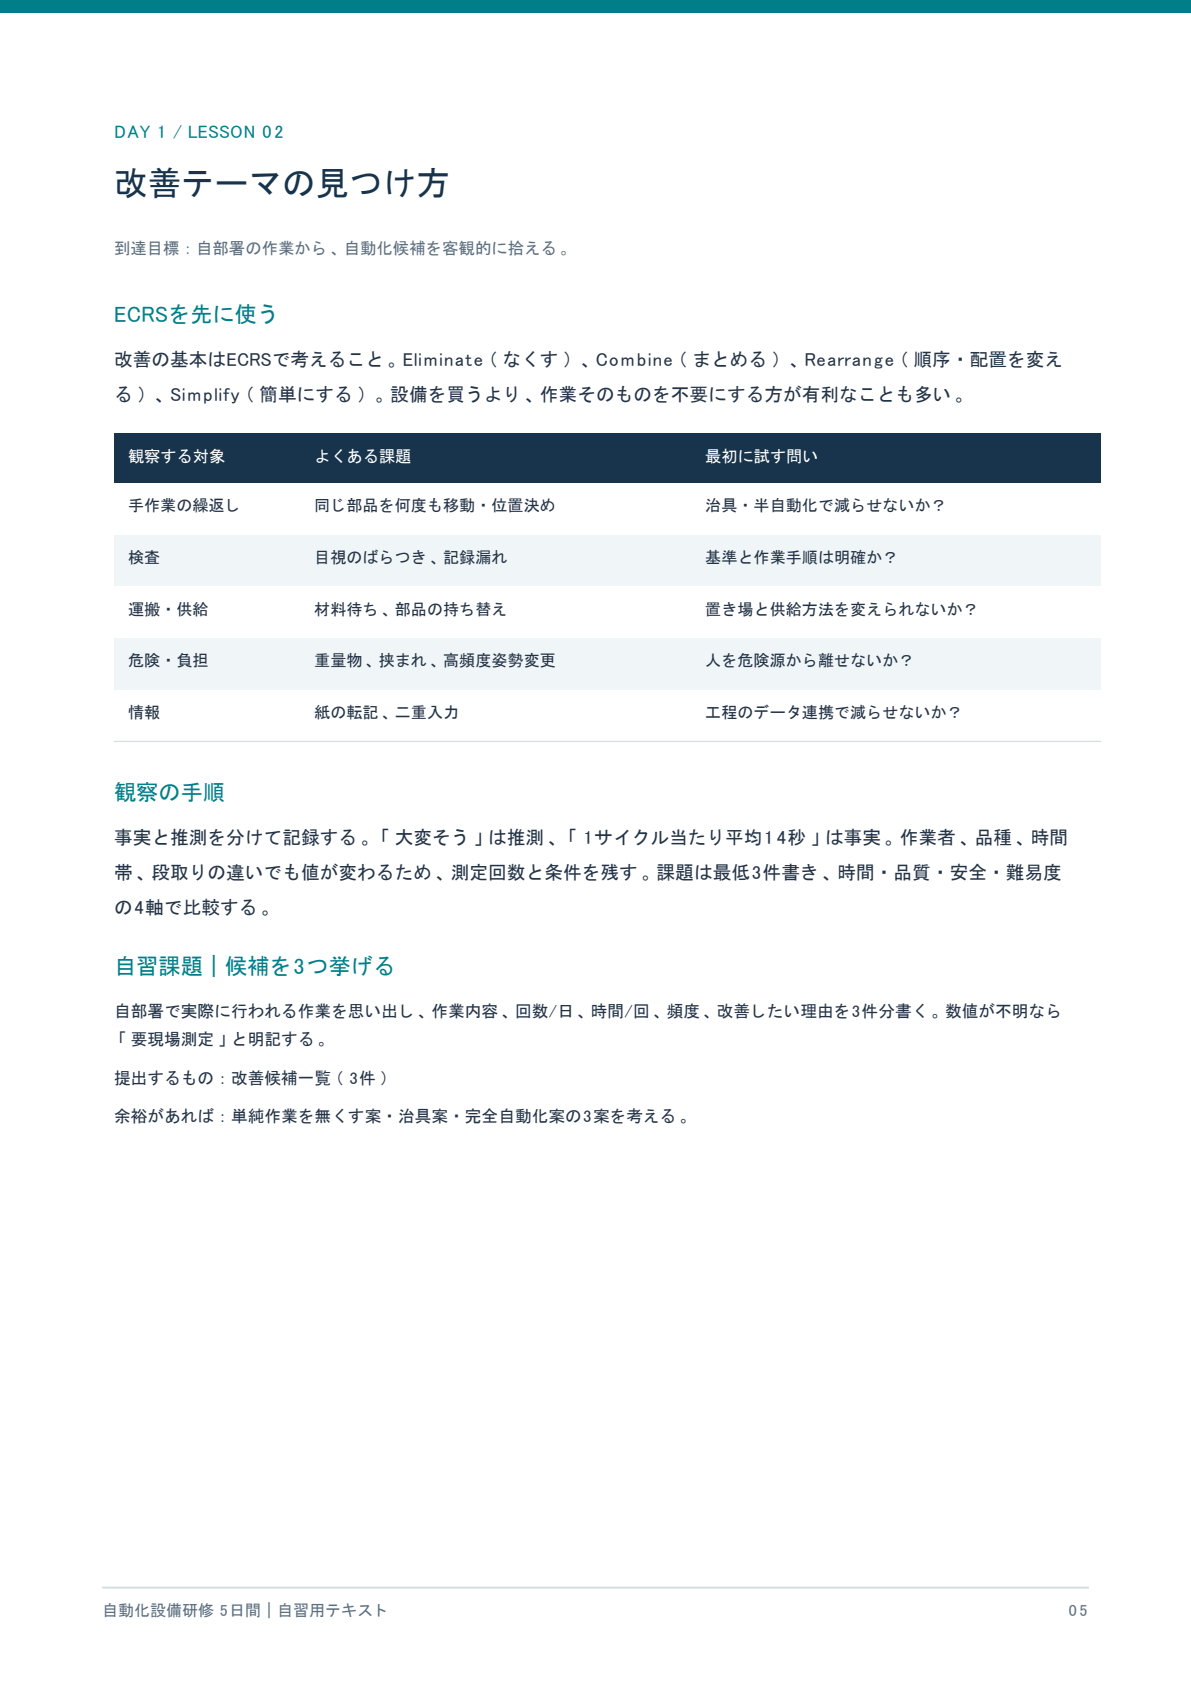 DAY 1 / LESSON 02
改善テーマの見つけ方
到達目標：自部署の作業から、自動化候補を客観的に拾える。
ECRSを先に使う
改善の基本はECRSで考えること。Eliminate（なくす）、Combine（まとめる）、Rearrange（順序・配置を変え
る）、Simplify（簡単にする）。設備を買うより、作業そのものを不要にする方が有利なことも多い。
観察する対象 よくある課題 最初に試す問い
手作業の繰返し 同じ部品を何度も移動・位置決め 治具・半自動化で減らせないか？
検査 目視のばらつき、記録漏れ 基準と作業手順は明確か？
運搬・供給 材料待ち、部品の持ち替え 置き場と供給方法を変えられないか？
危険・負担 重量物、挟まれ、高頻度姿勢変更 人を危険源から離せないか？
情報 紙の転記、二重入力 工程のデータ連携で減らせないか？
観察の手順
事実と推測を分けて記録する。「大変そう」は推測、「1サイクル当たり平均14秒」は事実。作業者、品種、時間
帯、段取りの違いでも値が変わるため、測定回数と条件を残す。課題は最低3件書き、時間・品質・安全・難易度
の4軸で比較する。
自習課題｜候補を3つ挙げる
自部署で実際に行われる作業を思い出し、作業内容、回数/日、時間/回、頻度、改善したい理由を3件分書く。数値が不明なら
「要現場測定」と明記する。
提出するもの：改善候補一覧（3件）
余裕があれば：単純作業を無くす案・治具案・完全自動化案の3案を考える。
自動化設備研修 5日間｜自習用テキスト 05